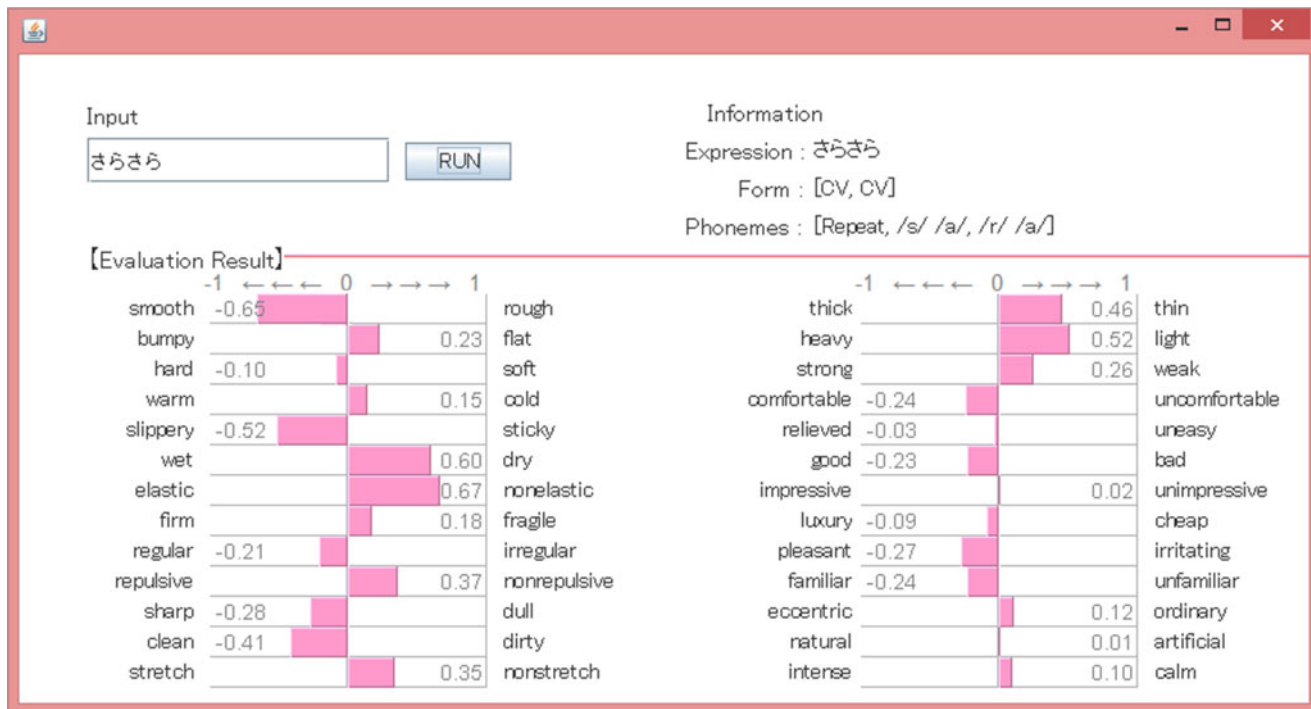 Input
さらさら
RUN
Information
Expression : さらさら
Form : [CV, CV]
Phonemes : [Repeat, /s/ /a/, /r/ /a/]
【Evaluation Result】
-1 ← ← ← 0 → → → 1
smooth -0.65 rough
bumpy 0.23 flat
hard -0.10 soft
warm 0.15 cold
slippery -0.52 sticky
wet 0.60 dry
elastic 0.67 nonelastic
firm 0.18 fragile
regular -0.21 irregular
repulsive 0.37 nonrepulsive
sharp -0.28 dull
clean -0.41 dirty
stretch 0.35 nonstretch
-1 ← ← ← 0 → → → 1
thick 0.46 thin
heavy 0.52 light
strong 0.26 weak
comfortable -0.24 uncomfortable
relieved -0.03 uneasy
good -0.23 bad
impressive 0.02 unimpressive
luxury -0.09 cheap
pleasant -0.27 irritating
familiar -0.24 unfamiliar
eccentric 0.12 ordinary
natural 0.01 artificial
intense 0.10 calm